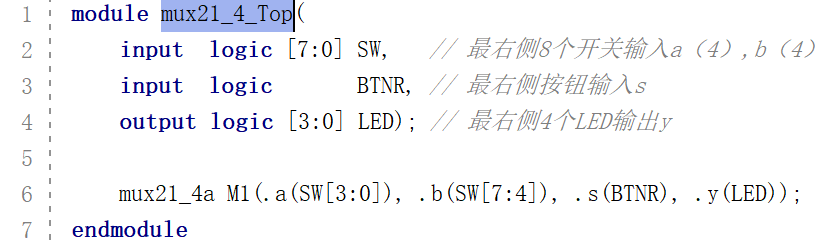 1 module mux21_4_Top(
2 input logic [7:0] SW, // 最右侧8个开关输入a（4）,b（4）
3 input logic BTNR, // 最右侧按钮输入s
4 output logic [3:0] LED); // 最右侧4个LED输出y
5
6 mux21_4a M1(.a(SW[3:0]), .b(SW[7:4]), .s(BTNR), .y(LED));
7 endmodule